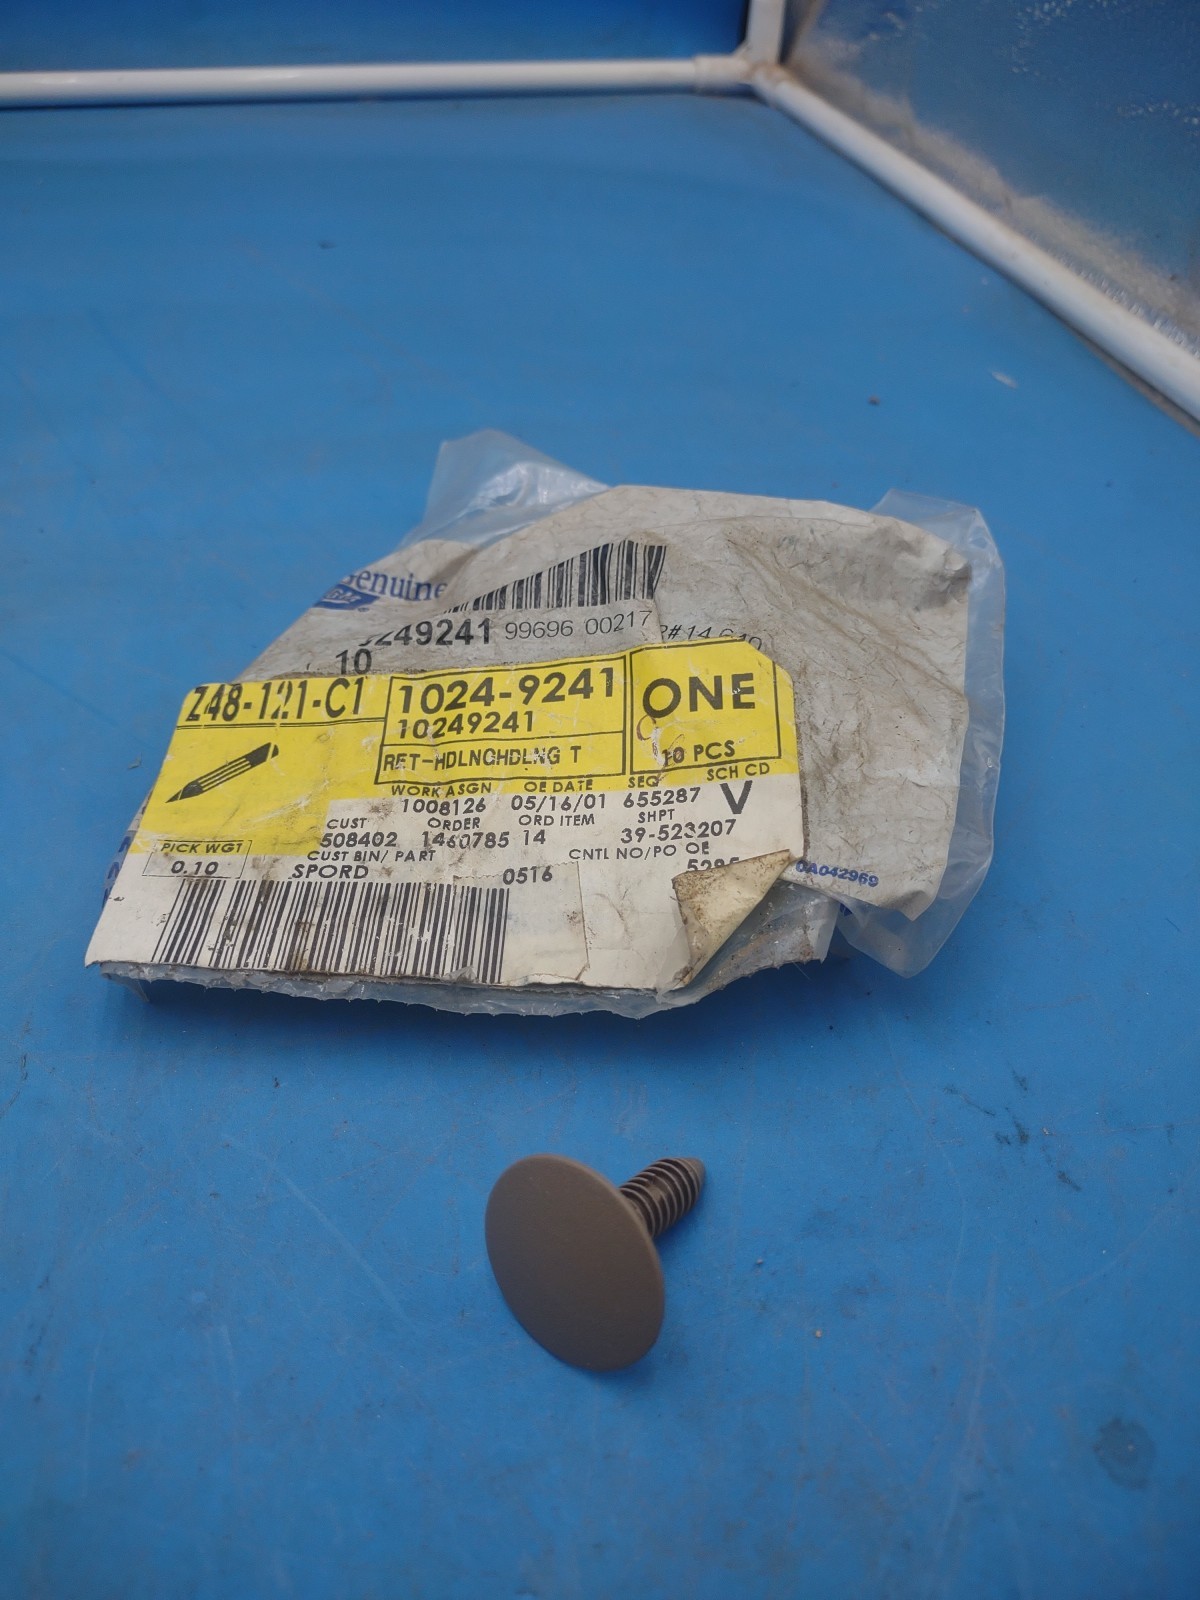 Genuine
10249241 99696 00217
10
Z48-121-C1
1024-9241
10249241
RET-HDLNGHDLNG T
ONE
10 PCS
WORK ASGN OE DATE SEQ SCH CD
1008126 05/16/01 655287 V
CUST ORDER ORD ITEM SHPT
508402 1460785 14 39-523207
PICK WGT CUST BIN/ PART CNTL NO/PO OE
0.10 SPORD 0516
0A042969